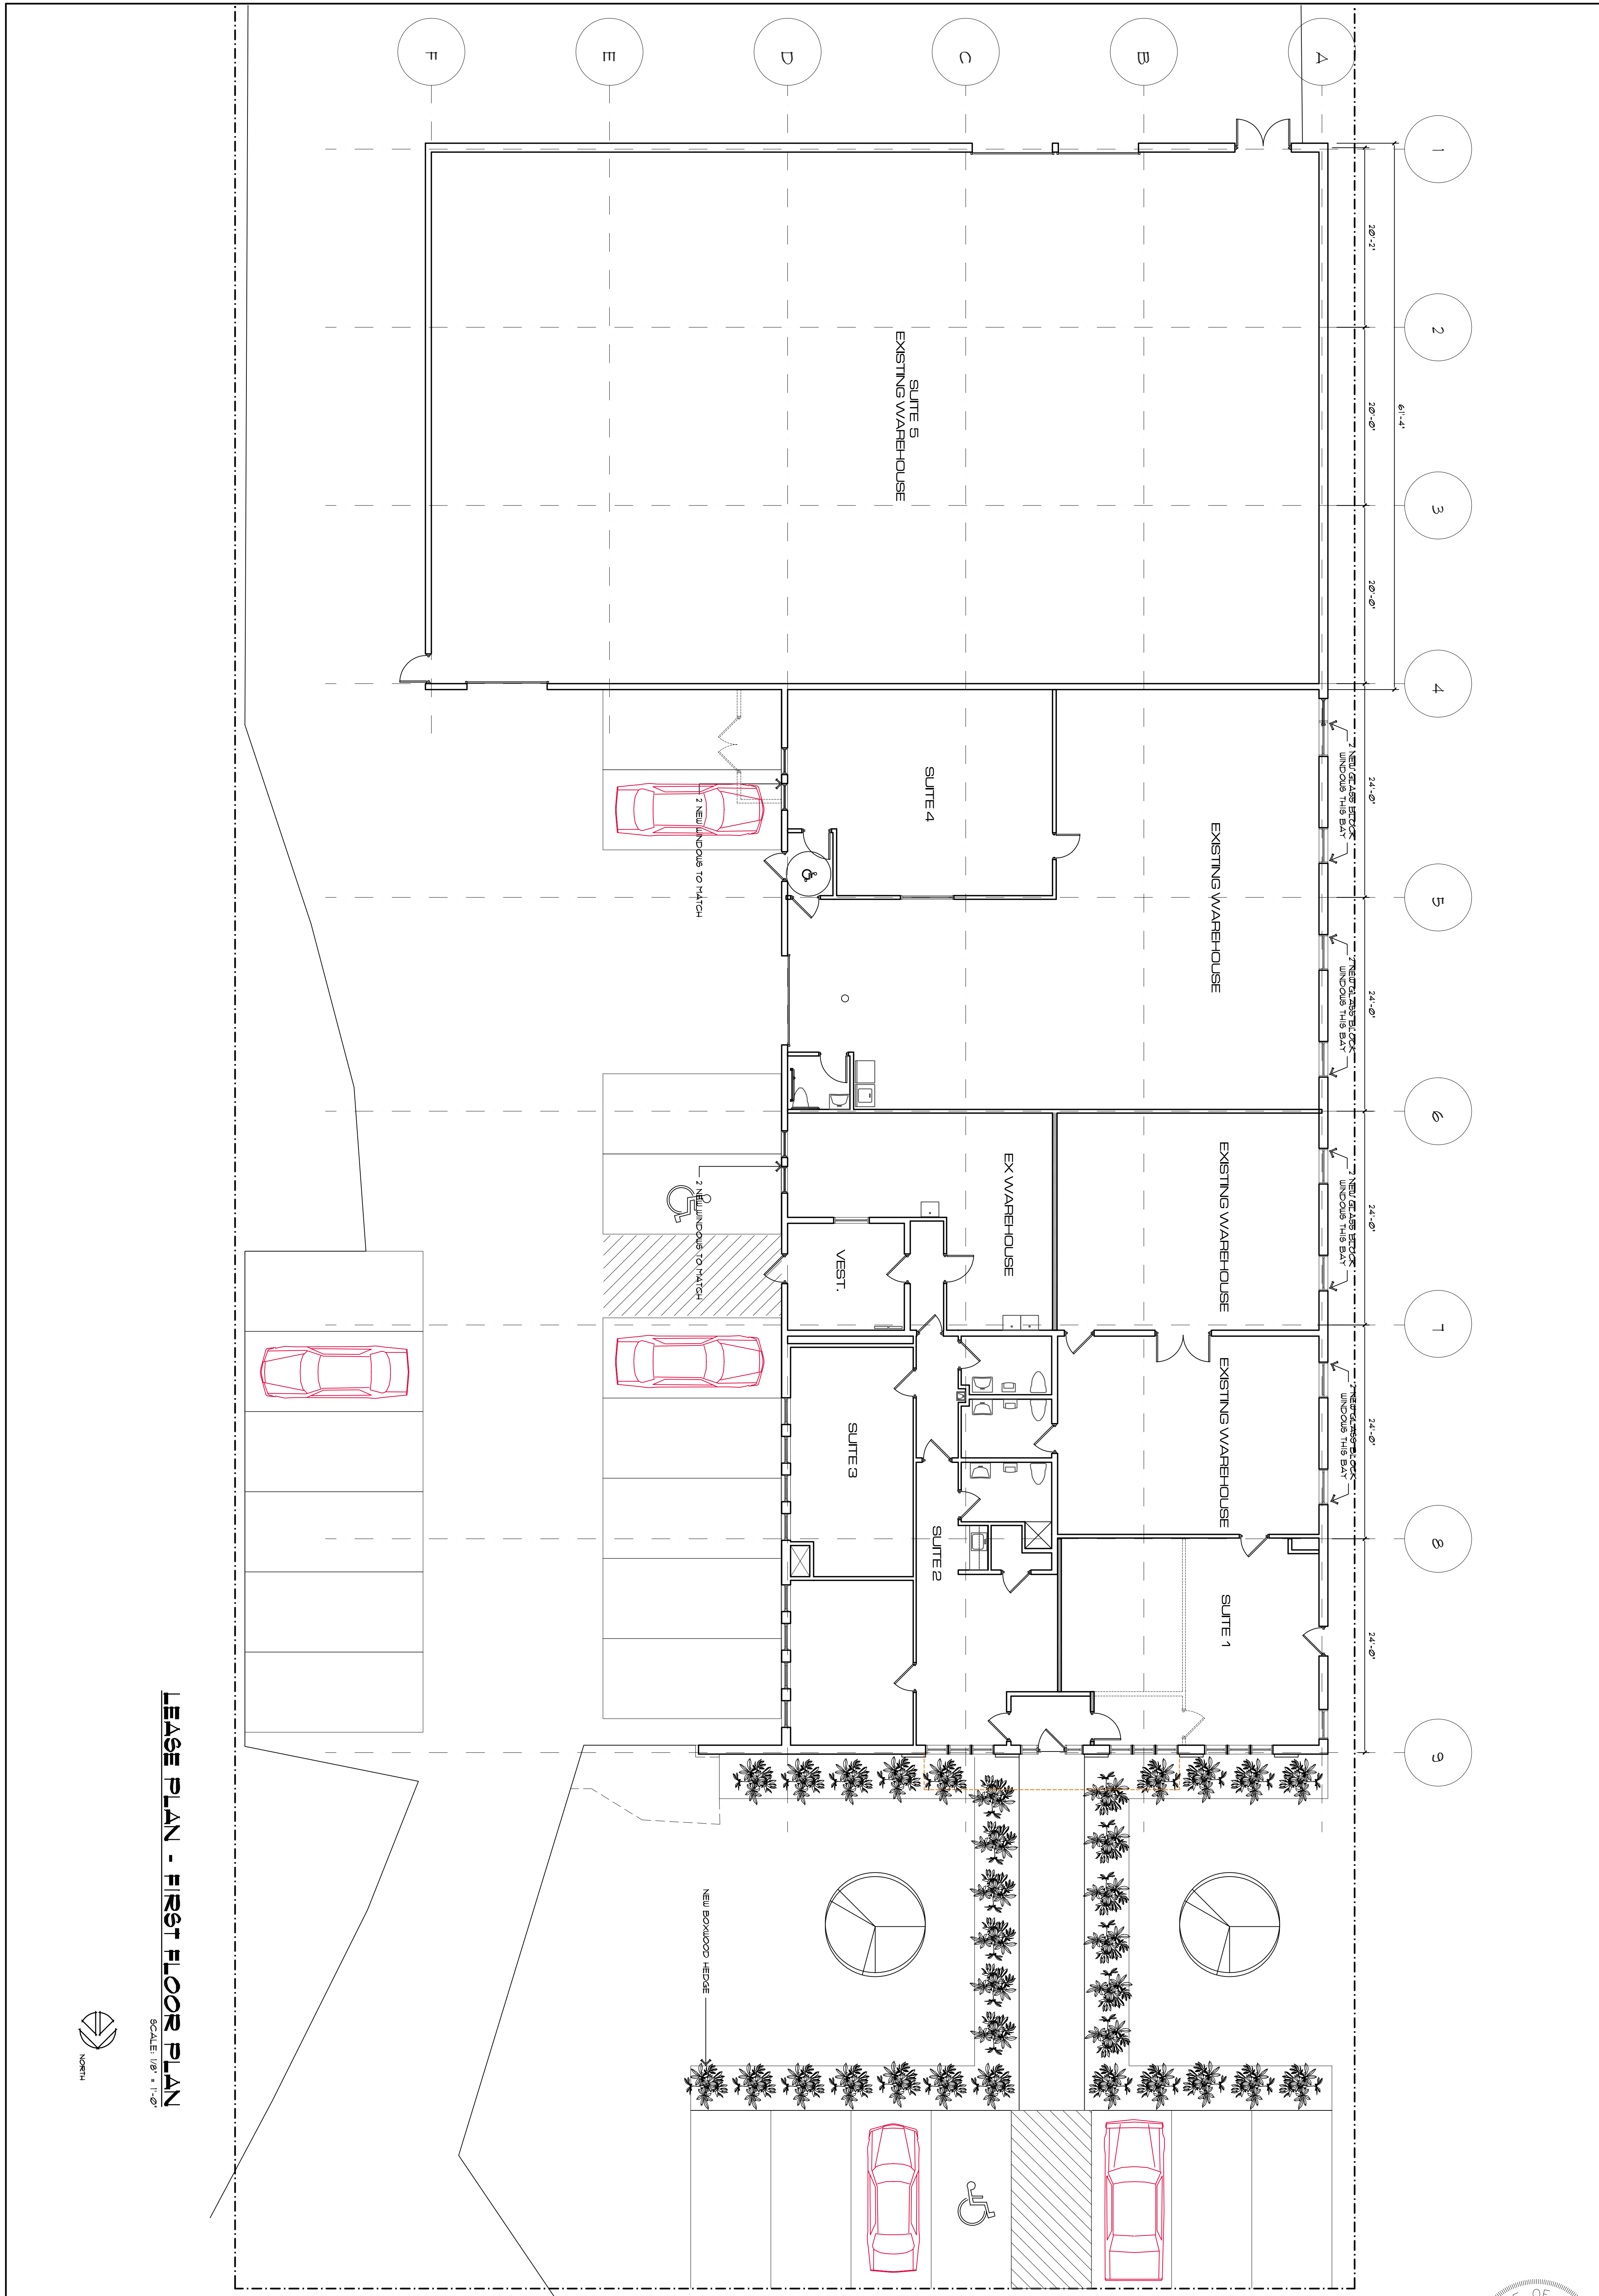 F
E
D
C
B
A
1
2
3
4
5
6
7
8
9
20'-2"
20'-0"
20'-0"
61'-4"
24'-0"
24'-0"
24'-0"
24'-0"
24'-0"
SUITE 5
EXISTING WAREHOUSE
SUITE 4
EXISTING WAREHOUSE
2 NEW GLASS BLOCK
WINDOWS THIS BAY
2 NEW GLASS BLOCK
WINDOWS THIS BAY
2 NEW GLASS BLOCK
WINDOWS THIS BAY
2 NEW GLASS BLOCK
WINDOWS THIS BAY
2 NEW WINDOWS TO MATCH
2 NEW WINDOWS TO MATCH
EX WAREHOUSE
EXISTING WAREHOUSE
VEST.
EXISTING WAREHOUSE
SUITE 3
SUITE 2
SUITE 1
NEW BOXWOOD HEDGE
LEASE PLAN - FIRST FLOOR PLAN
SCALE: 1/8" = 1'-0"
NORTH
OF